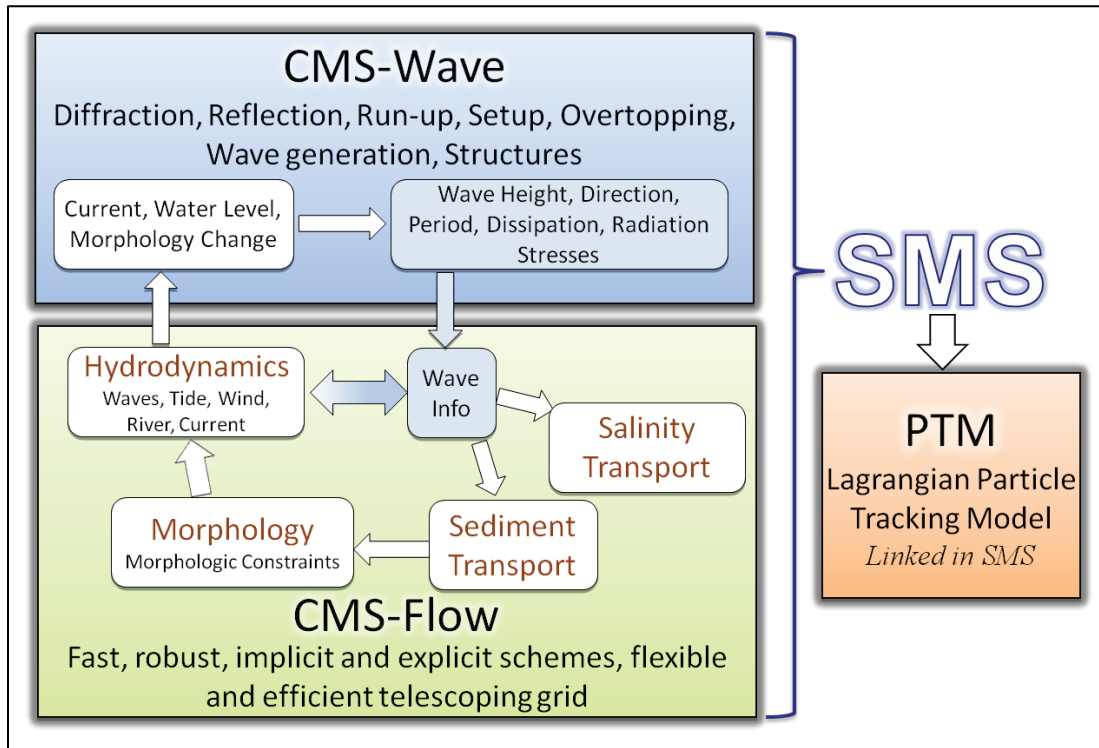 CMS-Wave
Diffraction, Reflection, Run-up, Setup, Overtopping,
Wave generation, Structures
Current, Water Level,
Morphology Change
Wave Height, Direction,
Period, Dissipation, Radiation
Stresses
Hydrodynamics
Waves, Tide, Wind,
River, Current
Wave
Info
Salinity
Transport
Morphology
Morphologic Constraints
Sediment
Transport
CMS-Flow
Fast, robust, implicit and explicit schemes, flexible
and efficient telescoping grid
SMS
PTM
Lagrangian Particle
Tracking Model
Linked in SMS